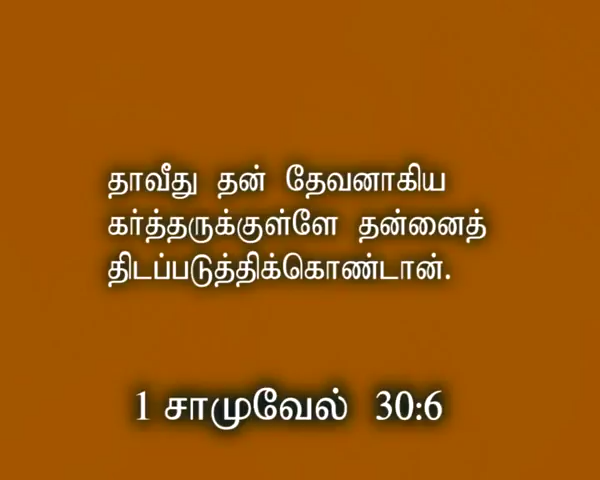 தாவீது தன் தேவனாகிய
கர்த்தருக்குள்ளே தன்னைத்
திடப்படுத்திக்கொண்டான்.
1 சாமுவேல் 30:6